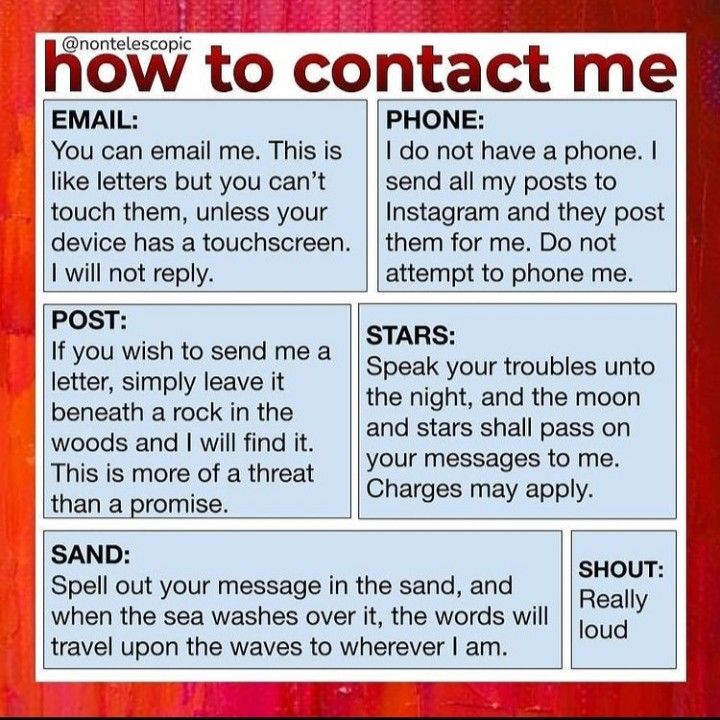 @nontelescopic
how to contact me
EMAIL:
You can email me. This is
like letters but you can't
touch them, unless your
device has a touchscreen.
I will not reply.
PHONE:
I do not have a phone. I
send all my posts to
Instagram and they post
them for me. Do not
attempt to phone me.
POST:
If you wish to send me a
letter, simply leave it
beneath a rock in the
woods and I will find it.
This is more of a threat
than a promise.
STARS:
Speak your troubles unto
the night, and the moon
and stars shall pass on
your messages to me.
Charges may apply.
SAND:
Spell out your message in the sand, and
when the sea washes over it, the words will
travel upon the waves to wherever I am.
SHOUT:
Really
loud